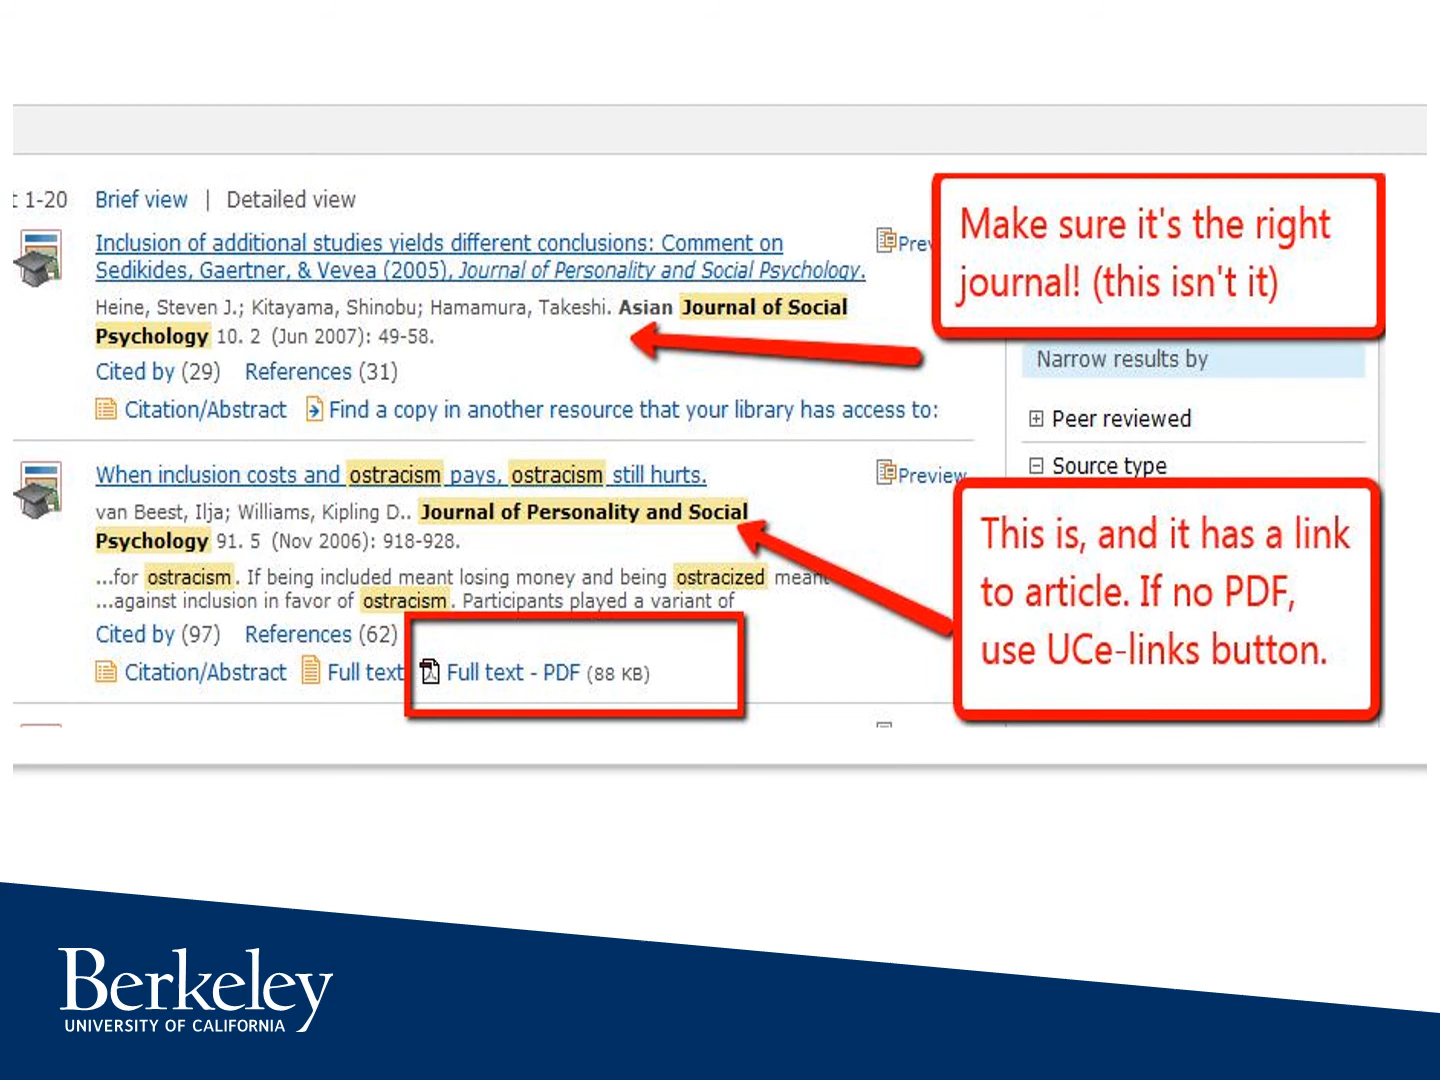 t 1-20 Brief view | Detailed view
Inclusion of additional studies yields different conclusions: Comment on
Sedikides, Gaertner, & Vevea (2005), Journal of Personality and Social Psychology.
Prev
Heine, Steven J.; Kitayama, Shinobu; Hamamura, Takeshi. Asian Journal of Social
Psychology 10. 2 (Jun 2007): 49-58.
Cited by (29) References (31)
Citation/Abstract Find a copy in another resource that your library has access to:
Make sure it's the right
journal! (this isn't it)
Narrow results by
Peer reviewed
Source type
When inclusion costs and ostracism pays, ostracism still hurts.
Preview
van Beest, Ilja; Williams, Kipling D.. Journal of Personality and Social
Psychology 91. 5 (Nov 2006): 918-928.
...for ostracism. If being included meant losing money and being ostracized meant
...against inclusion in favor of ostracism. Participants played a variant of
Cited by (97) References (62)
Citation/Abstract Full text Full text - PDF (88 KB)
This is, and it has a link
to article. If no PDF,
use UCe-links button.
Berkeley
UNIVERSITY OF CALIFORNIA